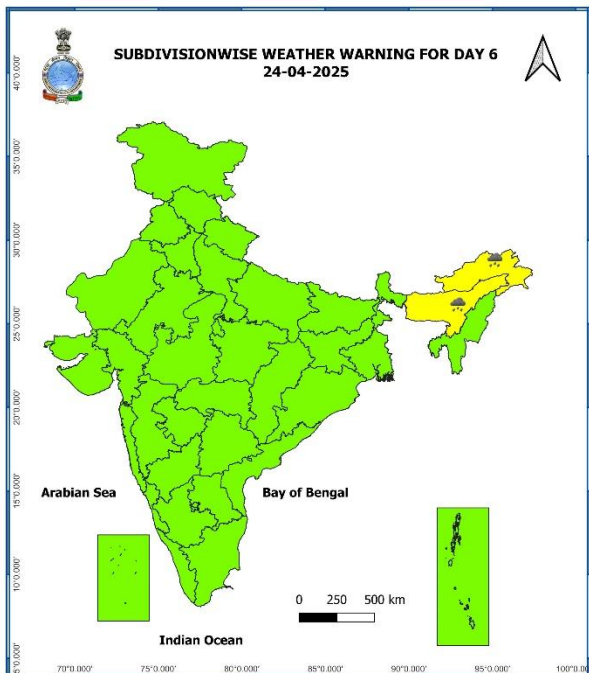 SUBDIVISIONWISE WEATHER WARNING FOR DAY 6
24-04-2025
40°0.000'
35°0.000'
30°0.000'
25°0.000'
20°0.000'
15°0.000'
10°0.000'
5°0.000'
Arabian Sea
Bay of Bengal
0 250 500 km
Indian Ocean
70°0.000' 75°0.000' 80°0.000' 85°0.000' 90°0.000' 95°0.000'